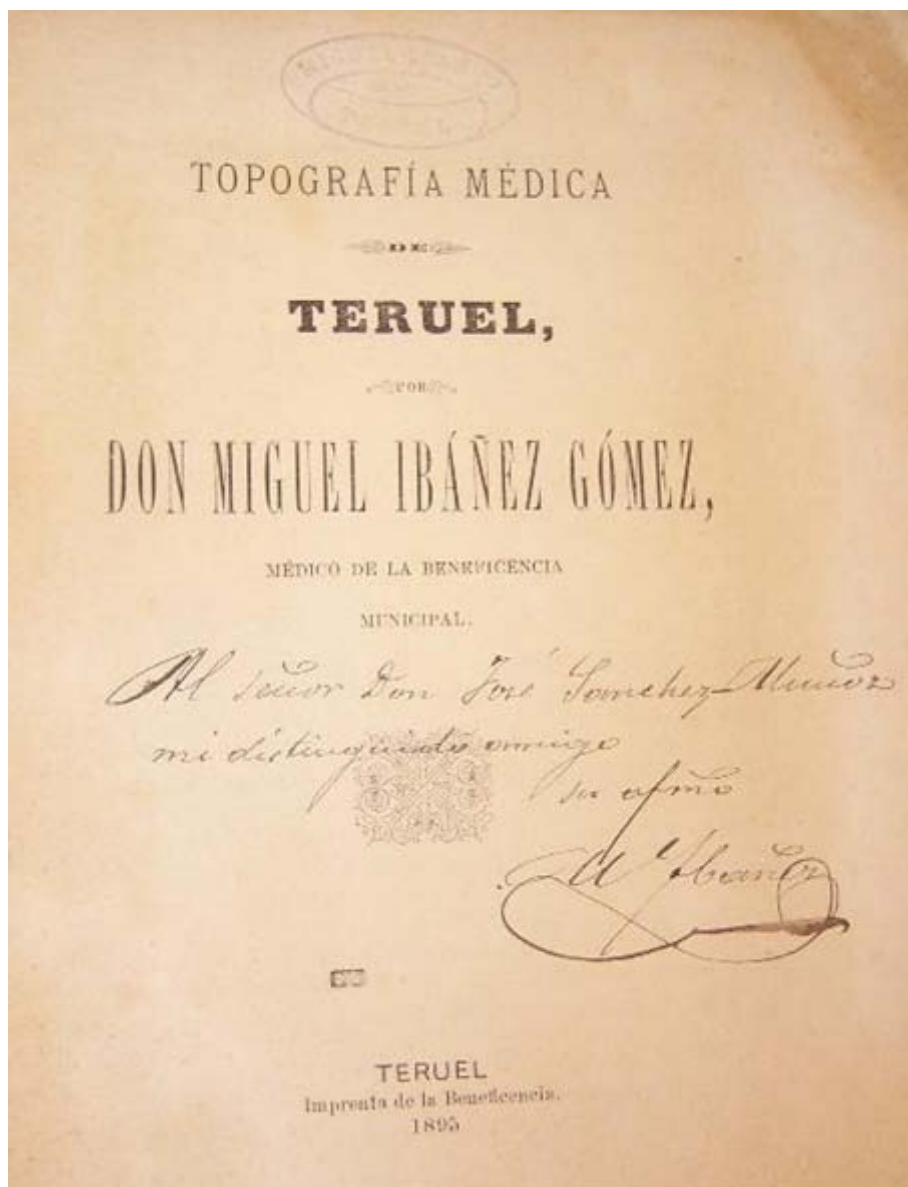 TOPOGRAFÍA MÉDICA
DE
TERUEL,
POR
DON MIGUEL IBÁÑEZ GÓMEZ,
MÉDICO DE LA BENEFICENCIA
MUNICIPAL.
Al señor Don José Sanchez-Muñoz
mi distinguido amigo
su afmo
M Ybañez
TERUEL
Imprenta de la Beneficencia.
1895